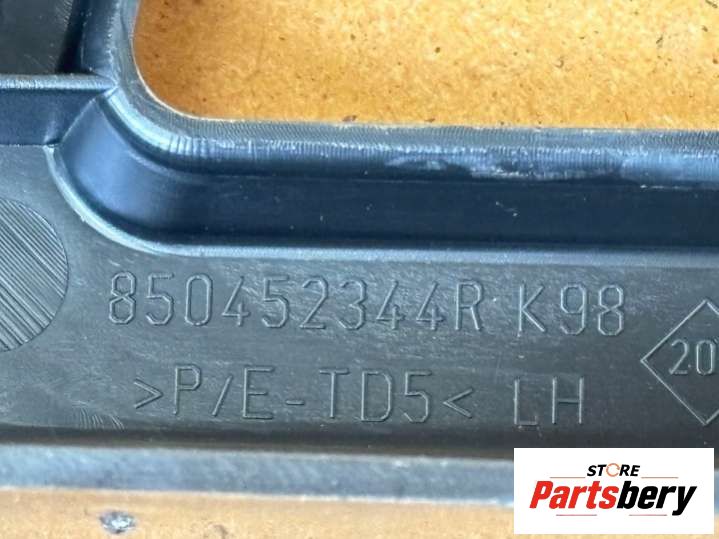 850452344R K98
>P/E-TD5< LH
20
STORE
Partsbery